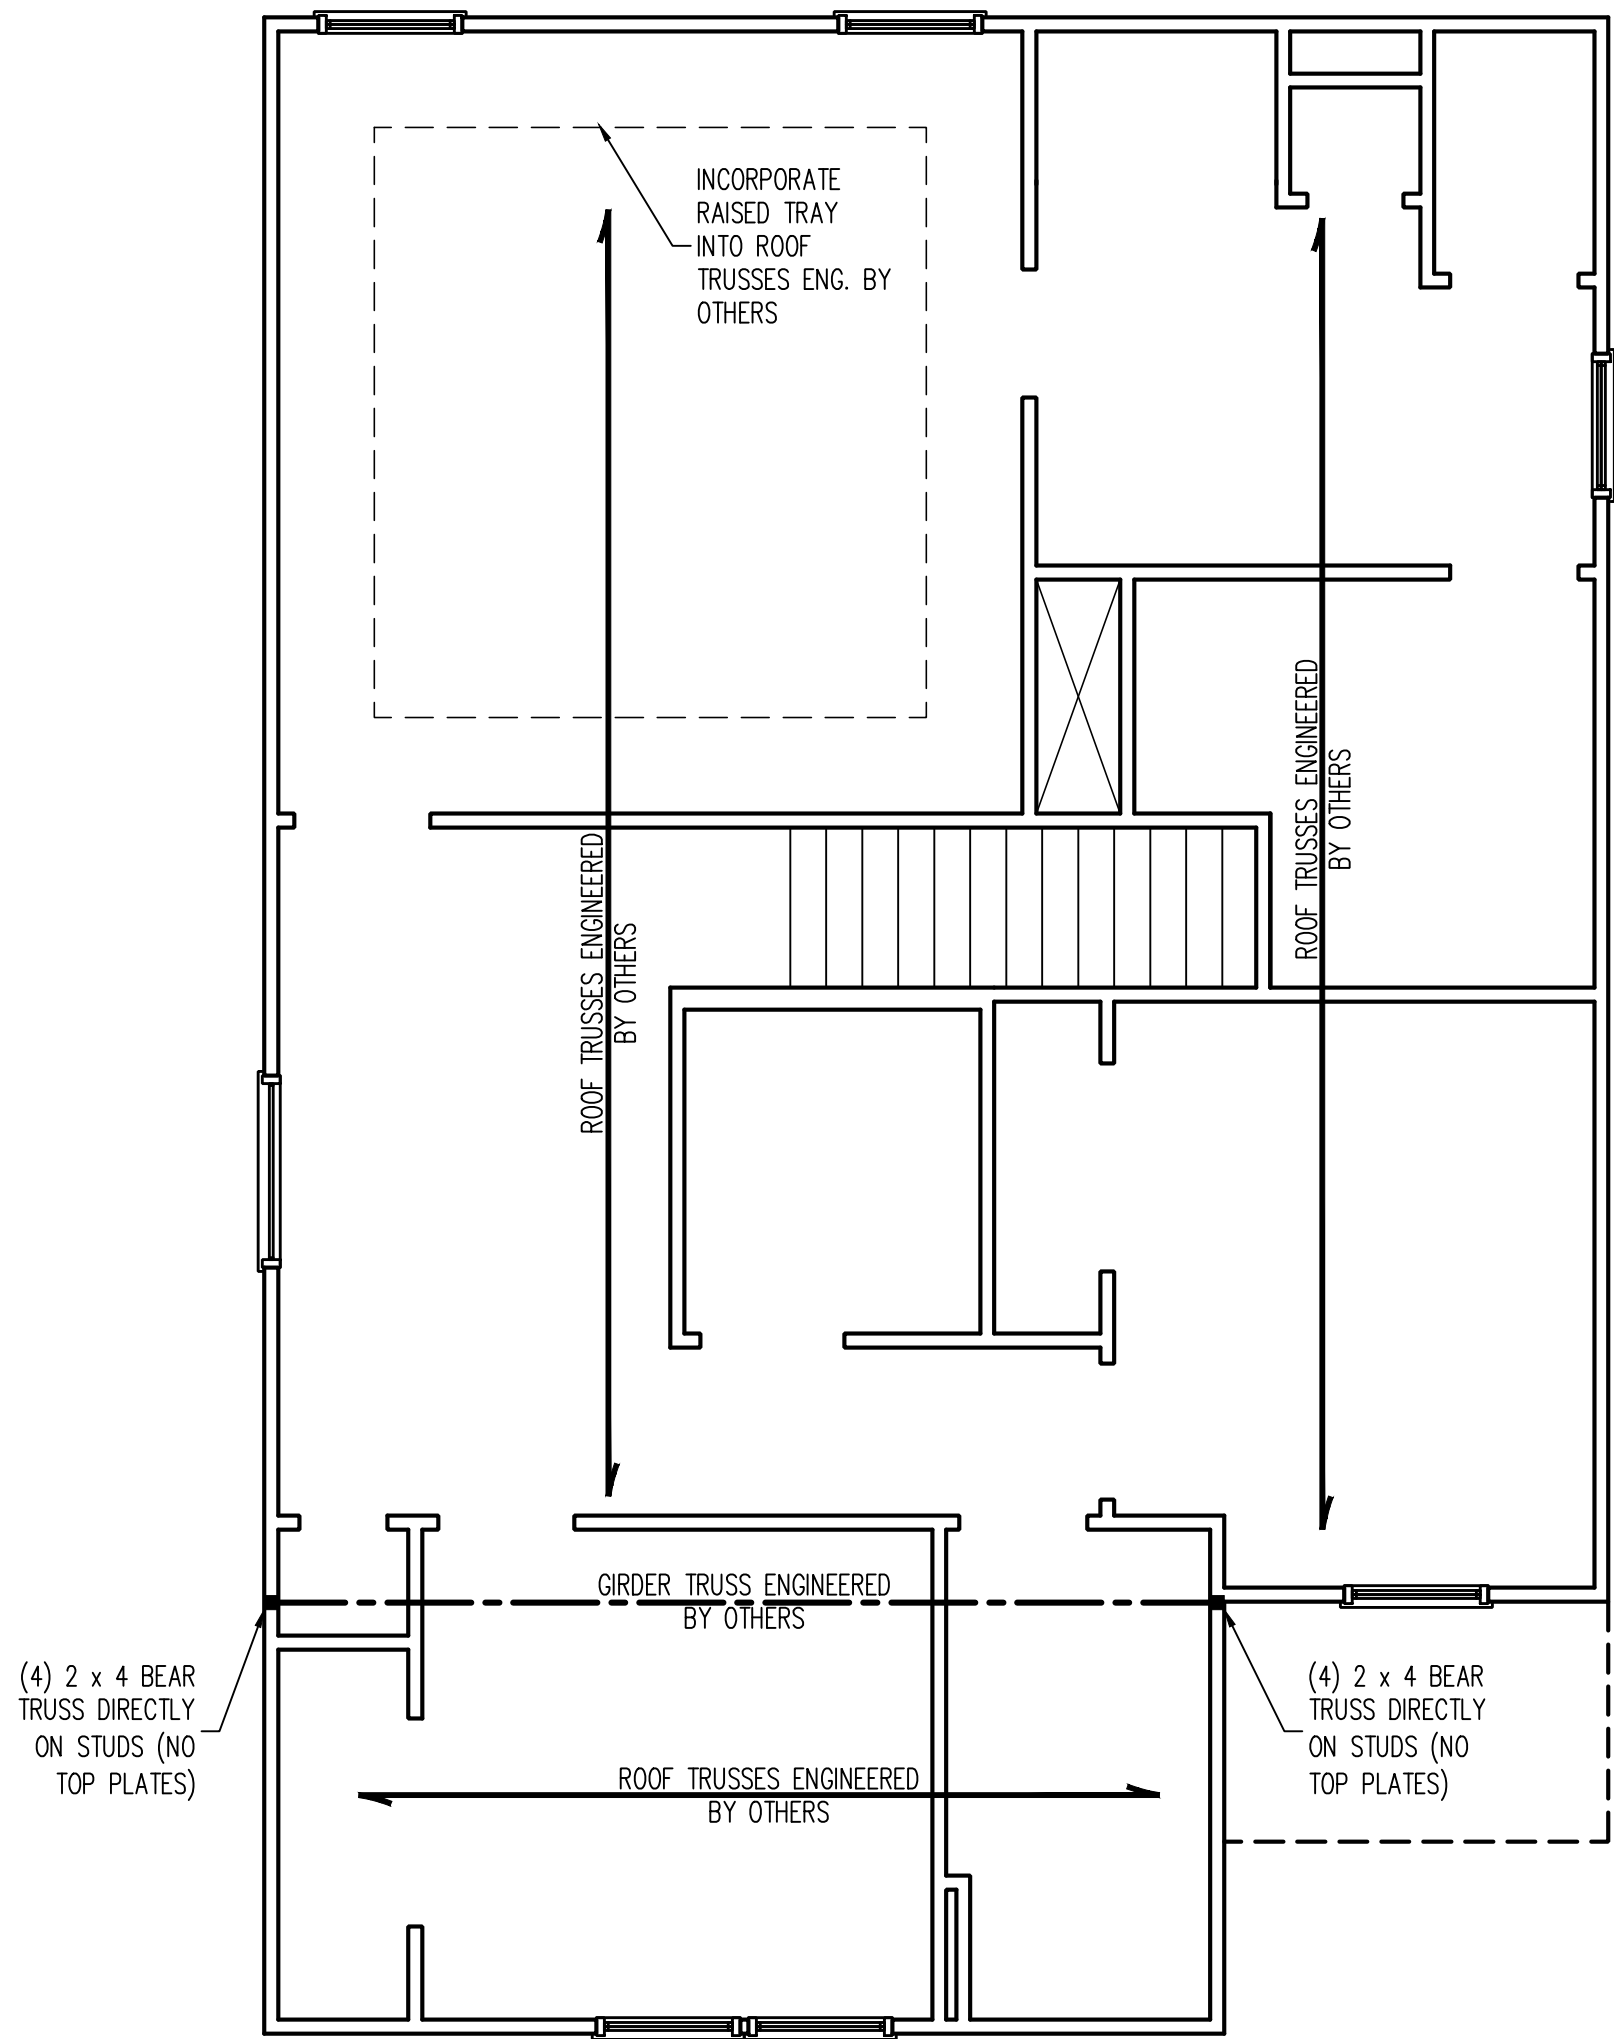 INCORPORATE
RAISED TRAY
INTO ROOF
TRUSSES ENG. BY
OTHERS
ROOF TRUSSES ENGINEERED
BY OTHERS
ROOF TRUSSES ENGINEERED
BY OTHERS
GIRDER TRUSS ENGINEERED
BY OTHERS
(4) 2 x 4 BEAR
TRUSS DIRECTLY
ON STUDS (NO
TOP PLATES)
(4) 2 x 4 BEAR
TRUSS DIRECTLY
ON STUDS (NO
TOP PLATES)
ROOF TRUSSES ENGINEERED
BY OTHERS